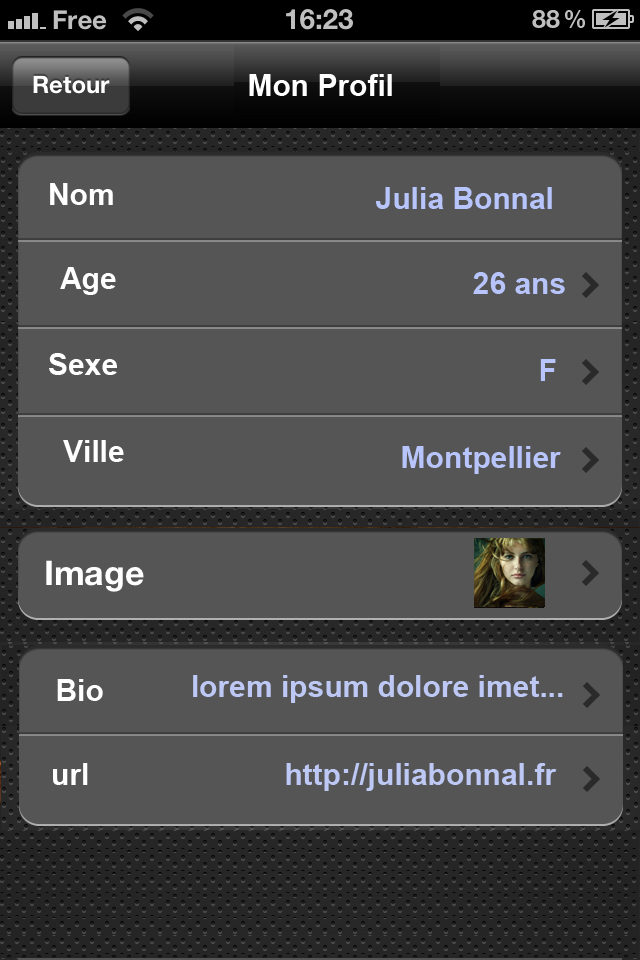 Free 16:23 88 %
Retour Mon Profil
Nom Julia Bonnal
Age 26 ans
Sexe F
Ville Montpellier
Image
Bio lorem ipsum dolore imet...
url http://juliabonnal.fr